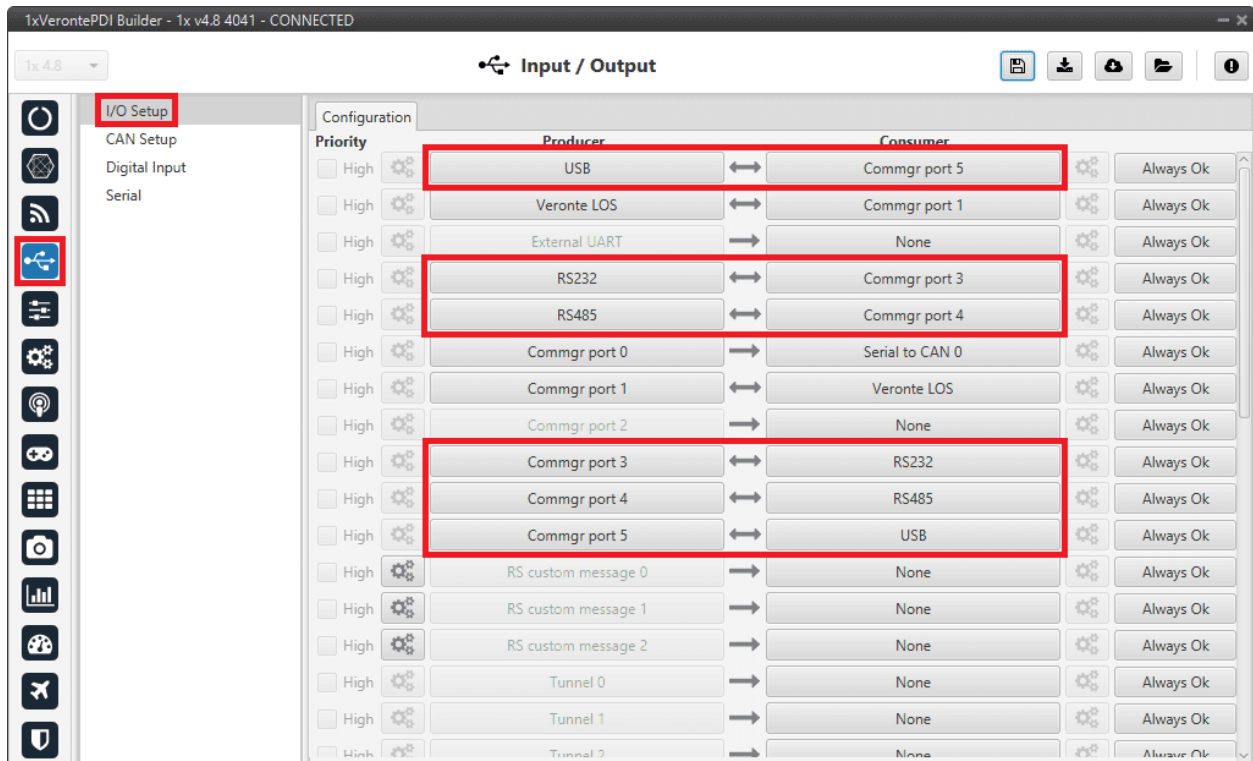 1xVerontePDI Builder - 1x v4.8 4041 - CONNECTED
1x 4.8 Input / Output
I/O Setup
CAN Setup
Digital Input
Serial
Configuration
Priority Producer Consumer
High USB Commgr port 5 Always Ok
High Veronte LOS Commgr port 1 Always Ok
High External UART None Always Ok
High RS232 Commgr port 3 Always Ok
High RS485 Commgr port 4 Always Ok
High Commgr port 0 Serial to CAN 0 Always Ok
High Commgr port 1 Veronte LOS Always Ok
High Commgr port 2 None Always Ok
High Commgr port 3 RS232 Always Ok
High Commgr port 4 RS485 Always Ok
High Commgr port 5 USB Always Ok
High RS custom message 0 None Always Ok
High RS custom message 1 None Always Ok
High RS custom message 2 None Always Ok
High Tunnel 0 None Always Ok
High Tunnel 1 None Always Ok
High Tunnel 2 None Always Ok